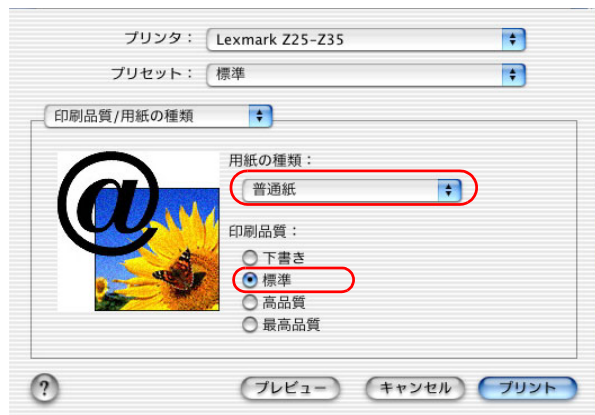 プリンタ： Lexmark Z25-Z35
プリセット： 標準
印刷品質/用紙の種類
用紙の種類：
普通紙
印刷品質：
下書き
標準
高品質
最高品質
@
? プレビュー キャンセル プリント